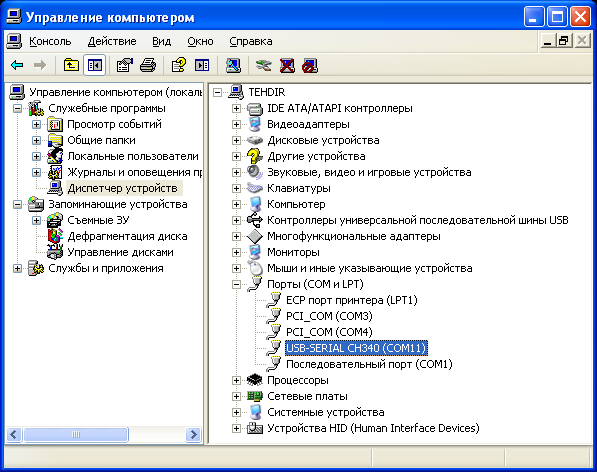 Управление компьютером
Консоль Действие Вид Окно Справка
Управление компьютером (локаль
Служебные программы
Просмотр событий
Общие папки
Локальные пользователи
Журналы и оповещения пр
Диспетчер устройств
Запоминающие устройства
Съемные ЗУ
Дефрагментация диска
Управление дисками
Службы и приложения
TEHDIR
IDE ATA/ATAPI контроллеры
Видеоадаптеры
Дисковые устройства
Другие устройства
Звуковые, видео и игровые устройства
Клавиатуры
Компьютер
Контроллеры универсальной последовательной шины USB
Многофункциональные адаптеры
Мониторы
Мыши и иные указывающие устройства
Порты (COM и LPT)
ECP порт принтера (LPT1)
PCI_COM (COM3)
PCI_COM (COM4)
USB-SERIAL CH340 (COM11)
Последовательный порт (COM1)
Процессоры
Сетевые платы
Системные устройства
Устройства HID (Human Interface Devices)